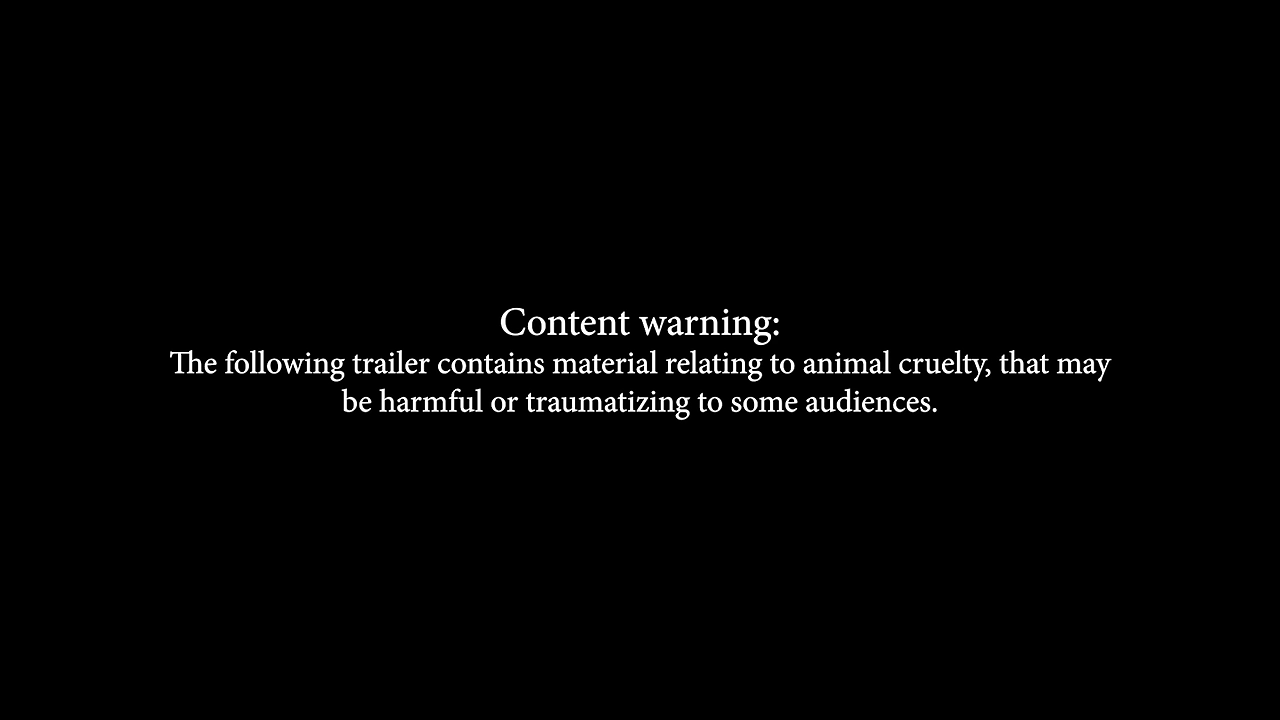 Content warning:
The following trailer contains material relating to animal cruelty, that may
be harmful or traumatizing to some audiences.